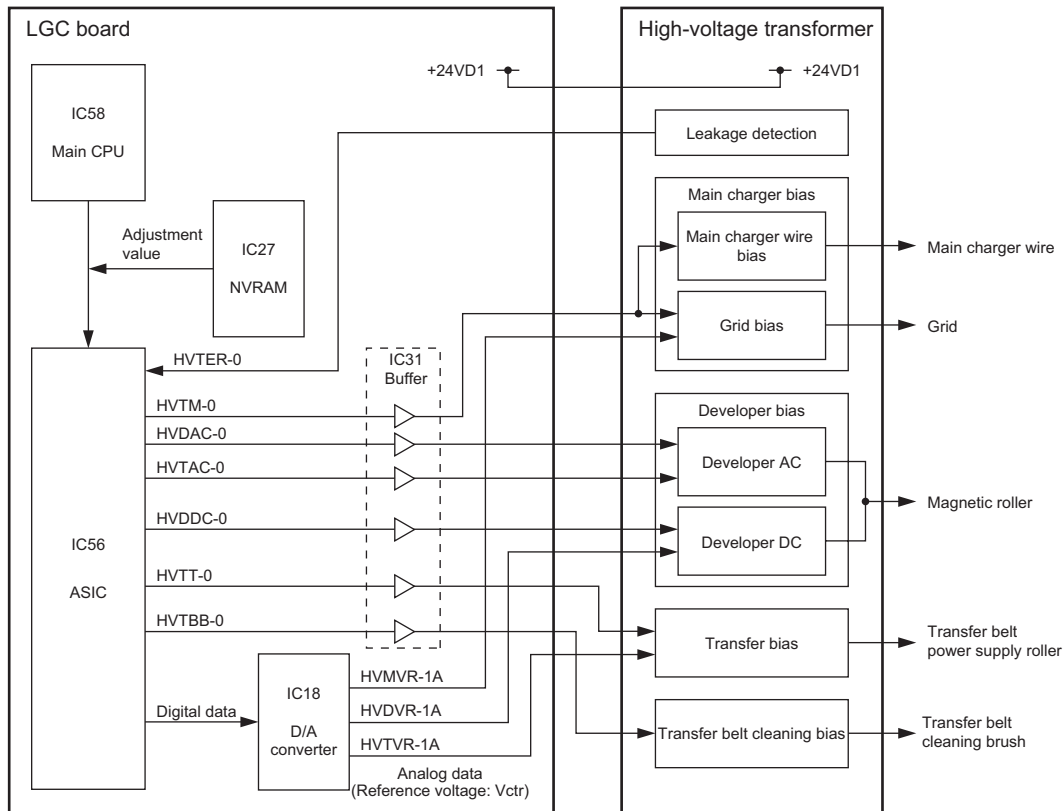 LGC board
High-voltage transformer
+24VD1
+24VD1
IC58
Main CPU
Leakage detection
Adjustment
value
IC27
NVRAM
Main charger bias
Main charger wire
bias
Main charger wire
Grid bias
Grid
HVTER-0
IC31
Buffer
HVTM-0
HVDAC-0
HVTAC-0
HVDDC-0
HVTT-0
HVTBB-0
IC56
ASIC
Developer bias
Developer AC
Developer DC
Magnetic roller
Transfer bias
Transfer belt
power supply roller
Digital data
IC18
D/A
converter
HVMVR-1A
HVDVR-1A
HVTVR-1A
Analog data
(Reference voltage: Vctr)
Transfer belt cleaning bias
Transfer belt
cleaning brush